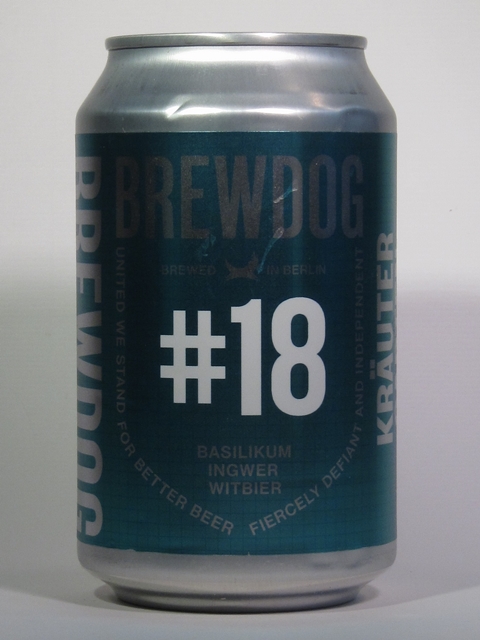 BREWDOG
BREWDOG
BREWED IN BERLIN
#18
BASILIKUM
INGWER
WITBIER
UNITED WE STAND FOR BETTER BEER
FIERCELY DEFIANT AND INDEPENDENT
KRÄUTER